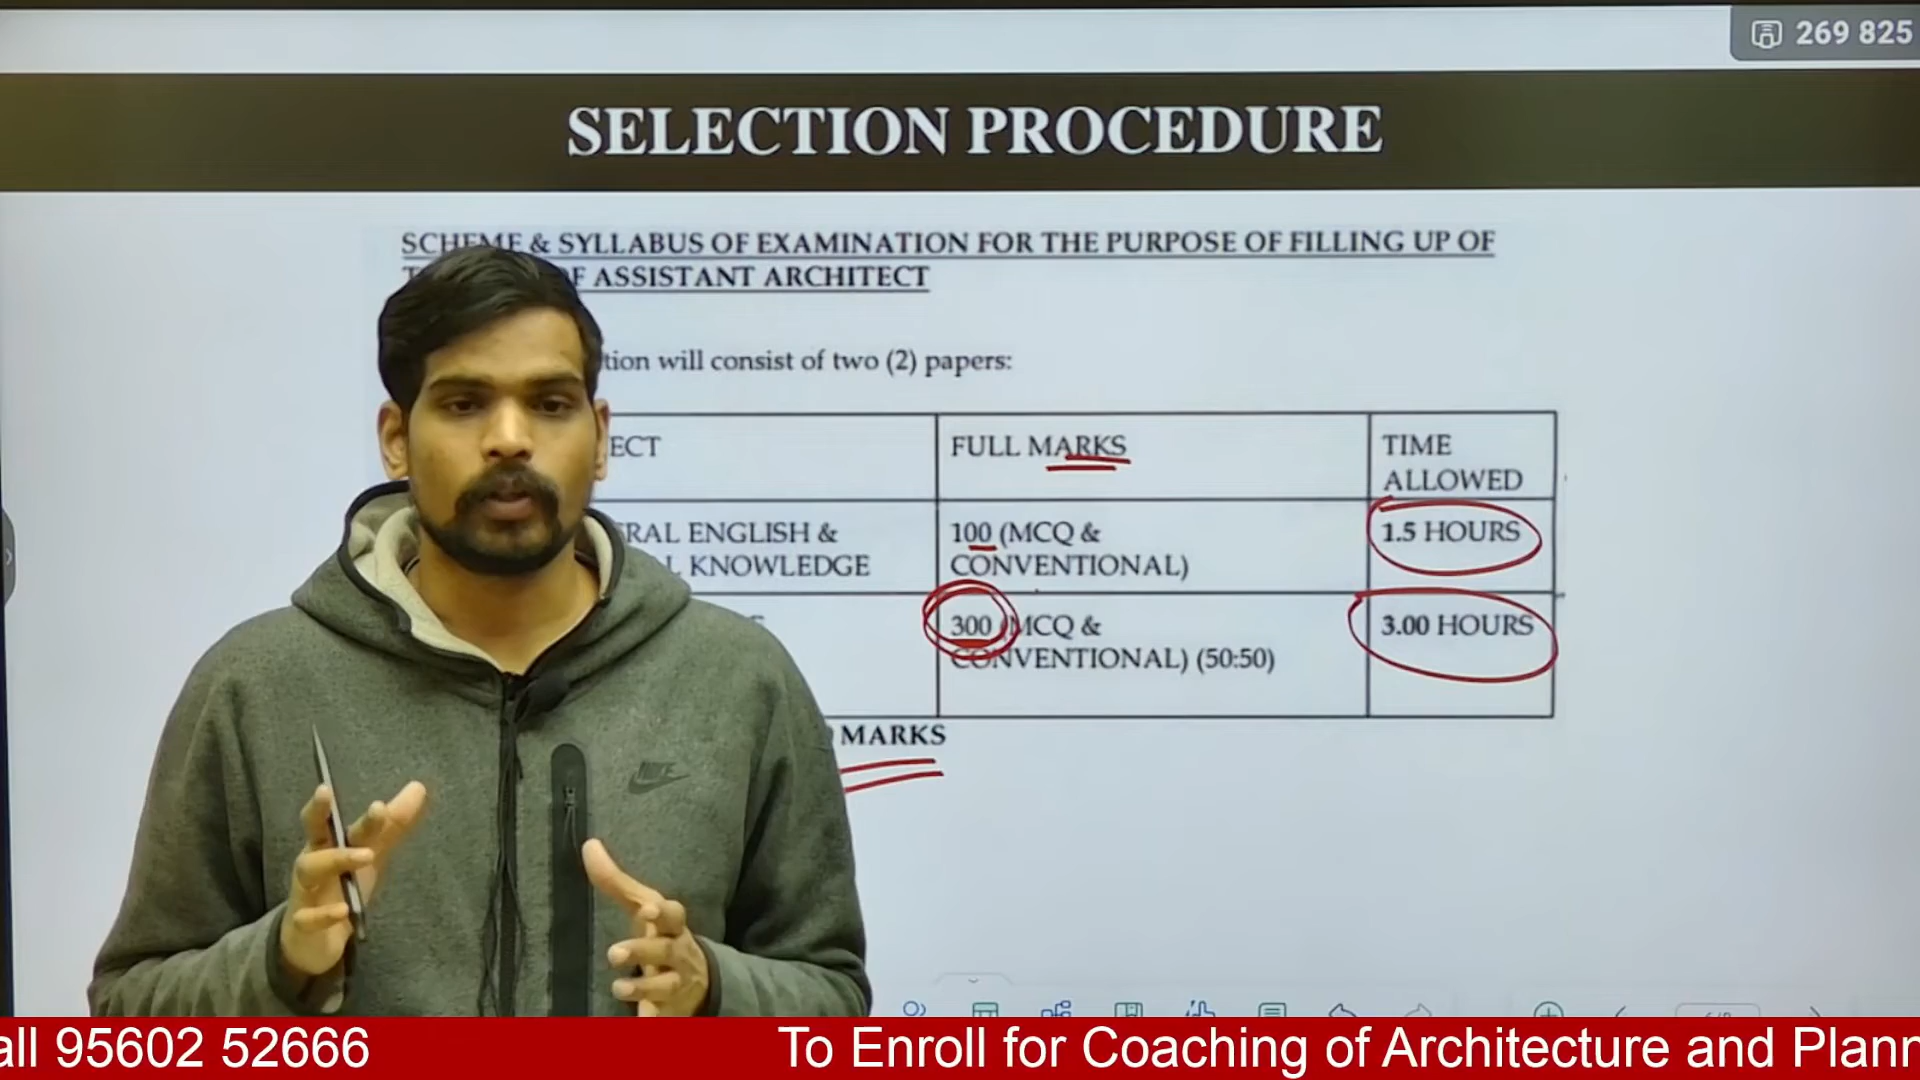 269 825
SELECTION PROCEDURE
SCHEME & SYLLABUS OF EXAMINATION FOR THE PURPOSE OF FILLING UP OF
ASSISTANT ARCHITECT
tion will consist of two (2) papers:
ECT
FULL MARKS
TIME
ALLOWED
RAL ENGLISH &
L KNOWLEDGE
100 (MCQ &
CONVENTIONAL)
1.5 HOURS
300 (MCQ &
CONVENTIONAL) (50:50)
3.00 HOURS
MARKS
NIKE
all 95602 52666
To Enroll for Coaching of Architecture and Plann